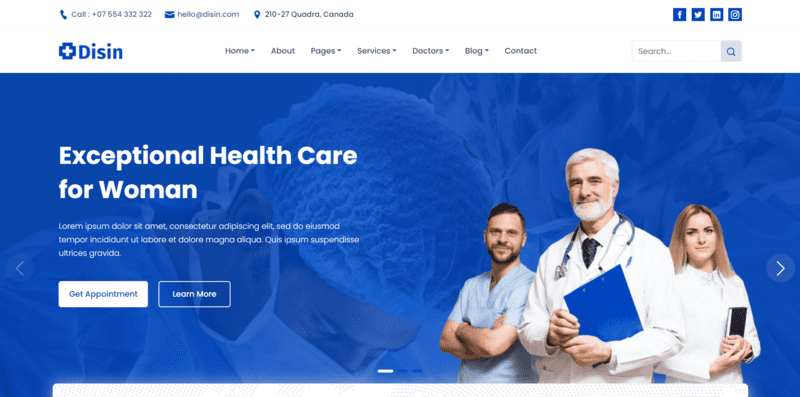 Call : +07 554 332 322 hello@disin.com 210-27 Quadra, Canada
Disin Home About Pages Services Doctors Blog Contact Search...
Exceptional Health Care
for Woman
Lorem ipsum dolor sit amet, consectetur adipiscing elit, sed do eiusmod
tempor incididunt ut labore et dolore magna aliqua. Quis ipsum suspendisse
ultrices gravida.
Get Appointment Learn More